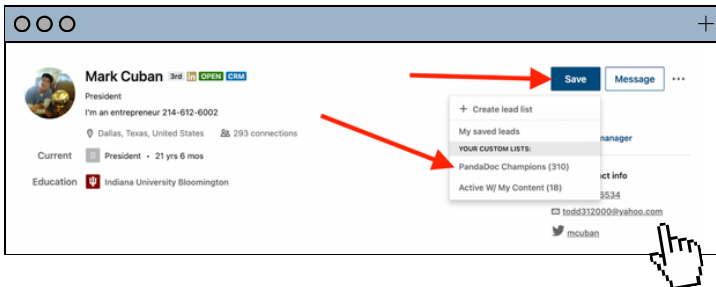 Mark Cuban 3rd in OPEN CRM
Save Message
President
I'm an entrepreneur 214-612-6002
+ Create lead list
Dallas, Texas, United States 293 connections
My saved leads
manager
YOUR CUSTOM LISTS:
Current President • 21 yrs 6 mos
PandaDoc Champions (310)
ct info
Education Indiana University Bloomington
Active W/ My Content (18)
6534
todd312000@yahoo.com
mcuban